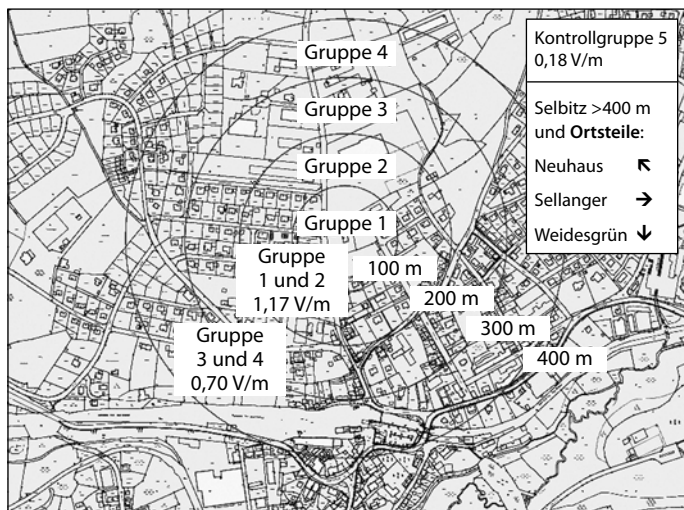 Gruppe 4
Gruppe 3
Gruppe 2
Gruppe 1
Gruppe
1 und 2
1,17 V/m
Gruppe
3 und 4
0,70 V/m
100 m
200 m
300 m
400 m
Kontrollgruppe 5
0,18 V/m
Selbitz >400 m
und Ortsteile:
Neuhaus ↖
Sellanger →
Weidesgrün ↓